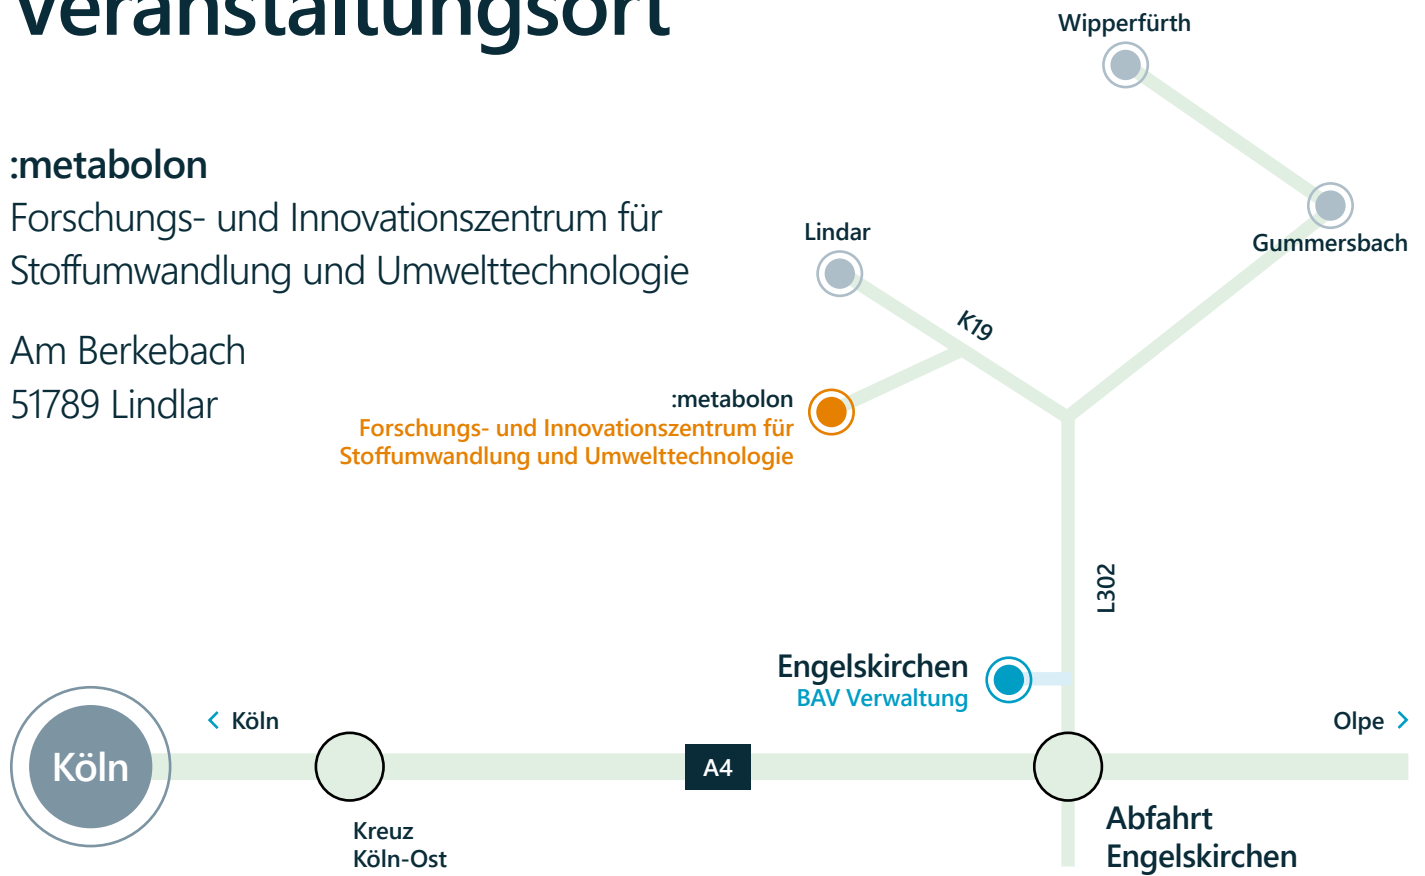 Veranstaltungsort
:metabolon
Forschungs- und Innovationszentrum für
Stoffumwandlung und Umwelttechnologie
Am Berkebach
51789 Lindlar
Wipperfürth
Gummersbach
Lindar
K19
:metabolon
Forschungs- und Innovationszentrum für
Stoffumwandlung und Umwelttechnologie
L302
Engelskirchen
BAV Verwaltung
< Köln
Olpe >
Köln
A4
Kreuz
Köln-Ost
Abfahrt
Engelskirchen